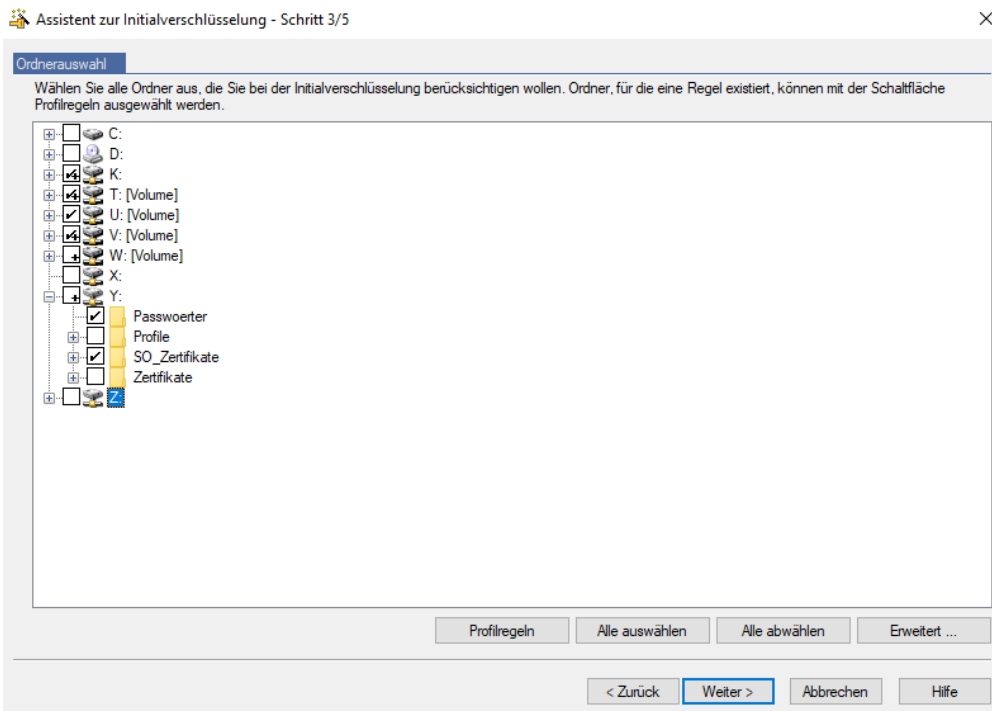 Assistent zur Initialverschlüsselung - Schritt 3/5
Ordnerauswahl
Wählen Sie alle Ordner aus, die Sie bei der Initialverschlüsselung berücksichtigen wollen. Ordner, für die eine Regel existiert, können mit der Schaltfläche
Profilregeln ausgewählt werden.
C:
D:
K:
T: [Volume]
U: [Volume]
V: [Volume]
W: [Volume]
X:
Y:
Passwoerter
Profile
SO_Zertifikate
Zertifikate
Z:
Profilregeln Alle auswählen Alle abwählen Erweitert ...
< Zurück Weiter > Abbrechen Hilfe